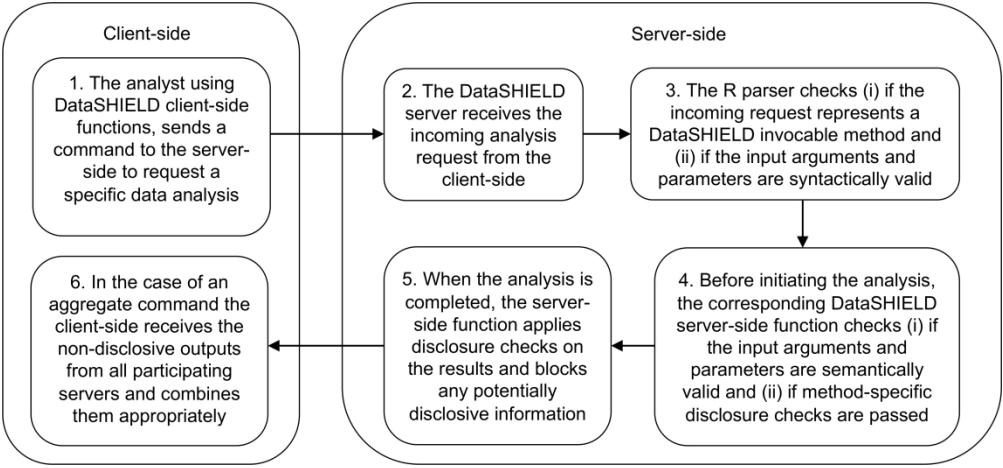 Client-side
Server-side
1. The analyst using
DataSHIELD client-side
functions, sends a
command to the server-
side to request a
specific data analysis
2. The DataSHIELD
server receives the
incoming analysis
request from the
client-side
3. The R parser checks (i) if the
incoming request represents a
DataSHIELD invocable method and
(ii) if the input arguments and
parameters are syntactically valid
4. Before initiating the analysis,
the corresponding DataSHIELD
server-side function checks (i) if
the input arguments and
parameters are semantically
valid and (ii) if method-specific
disclosure checks are passed
5. When the analysis is
completed, the server-
side function applies
disclosure checks on
the results and blocks
any potentially
disclosive information
6. In the case of an
aggregate command the
client-side receives the
non-disclosive outputs
from all participating
servers and combines
them appropriately